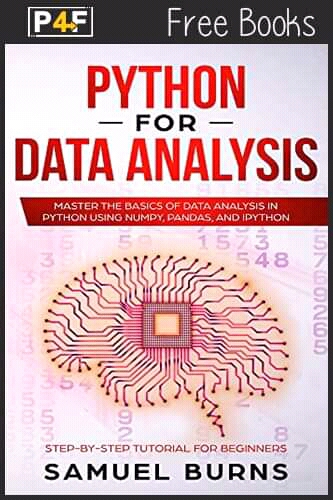 P4F Free Books
PYTHON
FOR
DATA ANALYSIS
MASTER THE BASICS OF DATA ANALYSIS IN
PYTHON USING NUMPY, PANDAS, AND IPYTHON
STEP-BY-STEP TUTORIAL FOR BEGINNERS
SAMUEL BURNS